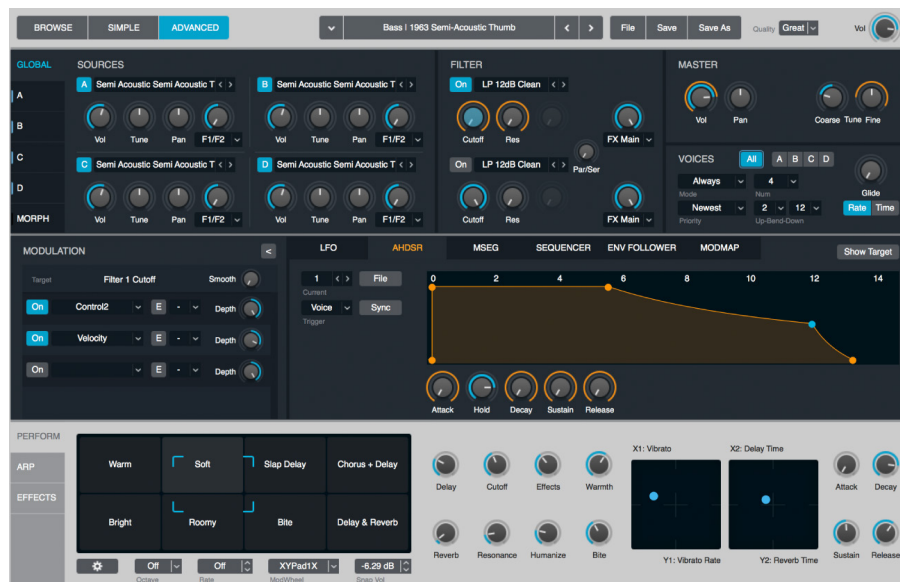 BROWSE SIMPLE ADVANCED Bass | 1963 Semi-Acoustic Thumb File Save Save As Quality Great Vol
GLOBAL SOURCES FILTER MASTER
A Semi Acoustic Semi Acoustic T B Semi Acoustic Semi Acoustic T On LP 12dB Clean
A
Vol Tune Pan F1/F2 Vol Tune Pan F1/F2 Cutoff Res FX Main Vol Pan Coarse Tune Fine
B
C Semi Acoustic Semi Acoustic T D Semi Acoustic Semi Acoustic T On LP 12dB Clean Par/Ser VOICES All A B C D
C
Always 4 Glide
Mode Num
D
Newest 2 12 Rate Time
MORPH Vol Tune Pan F1/F2 Vol Tune Pan F1/F2 Cutoff Res FX Main Priority Up-Bend-Down
MODULATION < LFO AHDSR MSEG SEQUENCER ENV FOLLOWER MODMAP Show Target
Target Filter 1 Cutoff Smooth 1 File 0 2 4 6 8 10 12 14
Current
On Control2 E - Depth Voice Sync
Trigger
On Velocity E - Depth
On E - Depth
Attack Hold Decay Sustain Release
PERFORM
ARP
EFFECTS
Warm Soft Slap Delay Chorus + Delay
Bright Roomy Bite Delay & Reverb
Off Off XYPad1X -6.29 dB
Octave Rate ModWheel Snap Vol
Delay Cutoff Effects Warmth
Reverb Resonance Humanize Bite
X1: Vibrato X2: Delay Time
Y1: Vibrato Rate Y2: Reverb Time
Attack Decay
Sustain Release